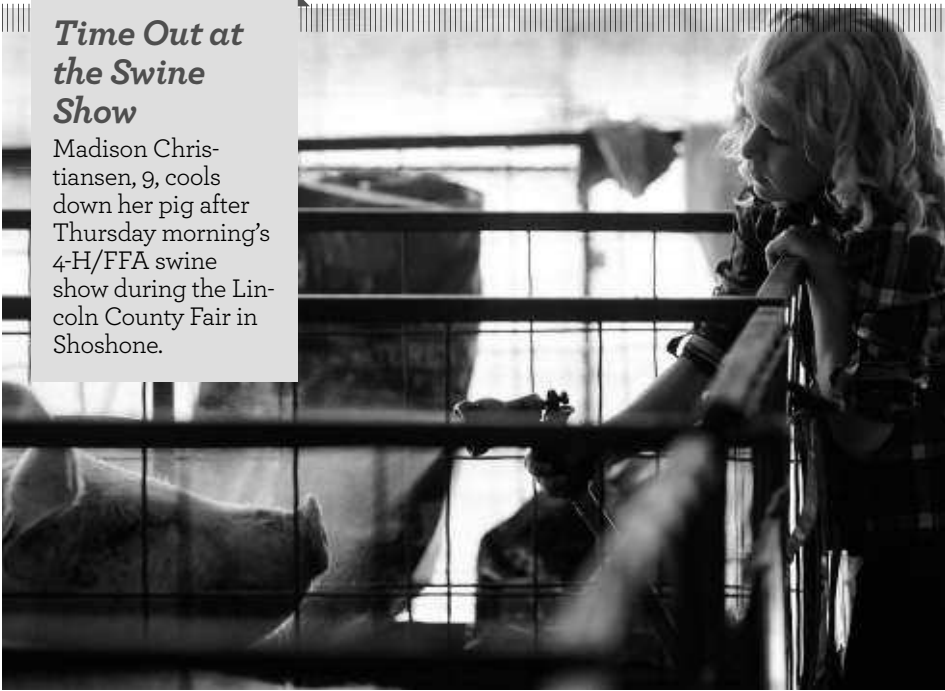 Time Out at
the Swine
Show
Madison Chris-
tiansen, 9, cools
down her pig after
Thursday morning's
4-H/FFA swine
show during the Lin-
coln County Fair in
Shoshone.